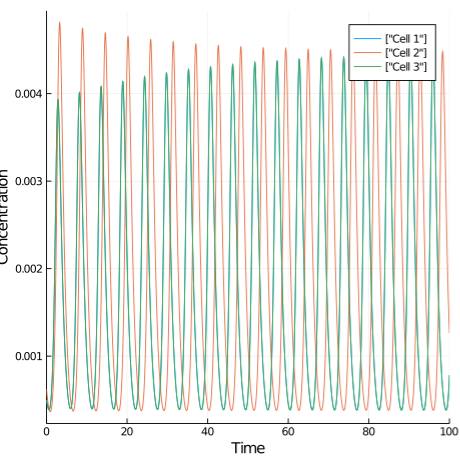 ["Cell 1"]
["Cell 2"]
["Cell 3"]
0.004
0.003
0.002
0.001
Concentration
0 20 40 60 80 100
Time